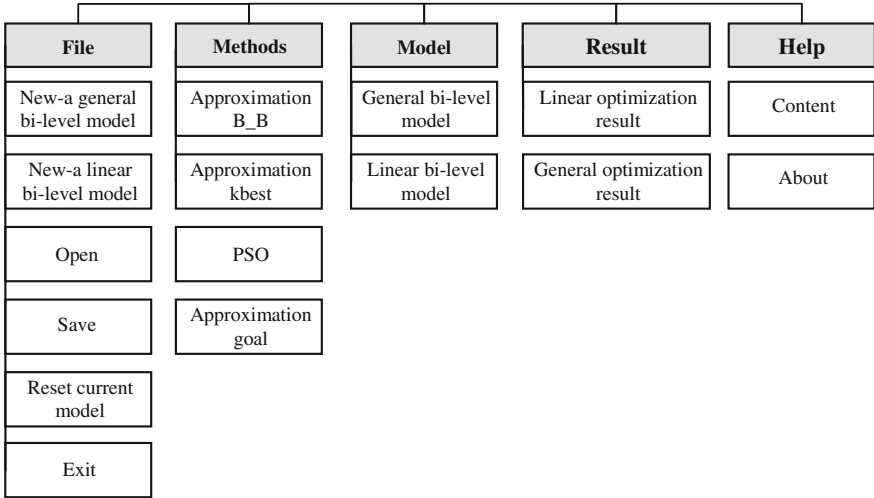 File
New-a general
bi-level model
New-a linear
bi-level model
Open
Save
Reset current
model
Exit
Methods
Approximation
B_B
Approximation
kbest
PSO
Approximation
goal
Model
General bi-level
model
Linear bi-level
model
Result
Linear optimization
result
General optimization
result
Help
Content
About